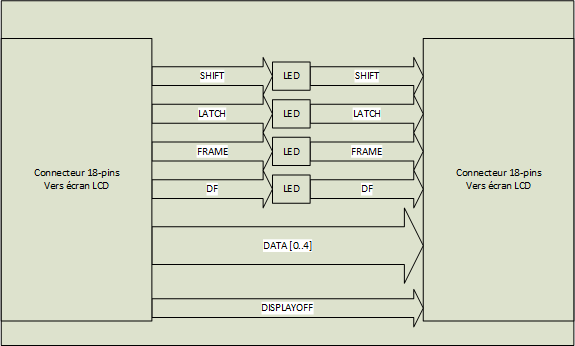 SHIFT
LED
SHIFT
LATCH
LED
LATCH
FRAME
LED
FRAME
DF
LED
DF
Connecteur 18-pins
Vers écran LCD
Connecteur 18-pins
Vers écran LCD
DATA [0..4]
DISPLAYOFF